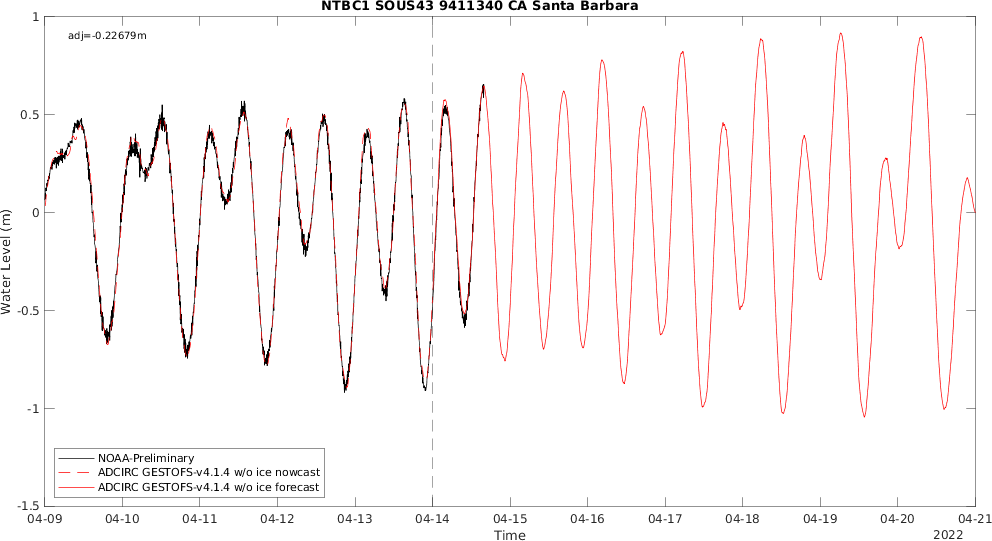 NTBC1 SOUS43 9411340 CA Santa Barbara
adj=-0.22679m
1
0.5
0
-0.5
-1
-1.5
Water Level (m)
NOAA-Preliminary
ADCIRC GESTOFS-v4.1.4 w/o ice nowcast
ADCIRC GESTOFS-v4.1.4 w/o ice forecast
04-09 04-10 04-11 04-12 04-13 04-14 04-15 04-16 04-17 04-18 04-19 04-20 04-21
Time
2022